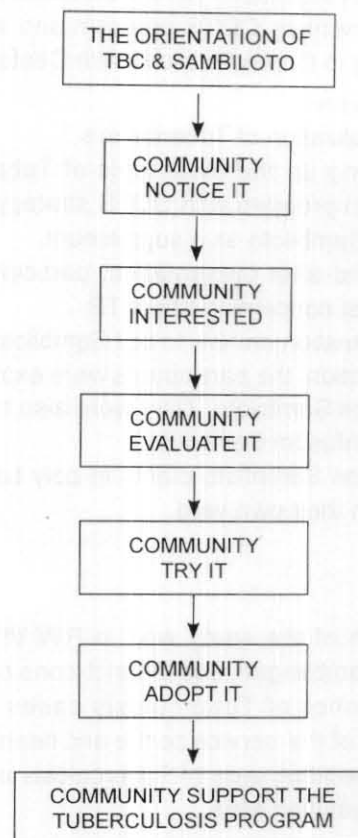 THE ORIENTATION OF
TBC & SAMBILOTO
COMMUNITY
NOTICE IT
COMMUNITY
INTERESTED
COMMUNITY
EVALUATE IT
COMMUNITY
TRY IT
COMMUNITY
ADOPT IT
COMMUNITY SUPPORT THE
TUBERCULOSIS PROGRAM